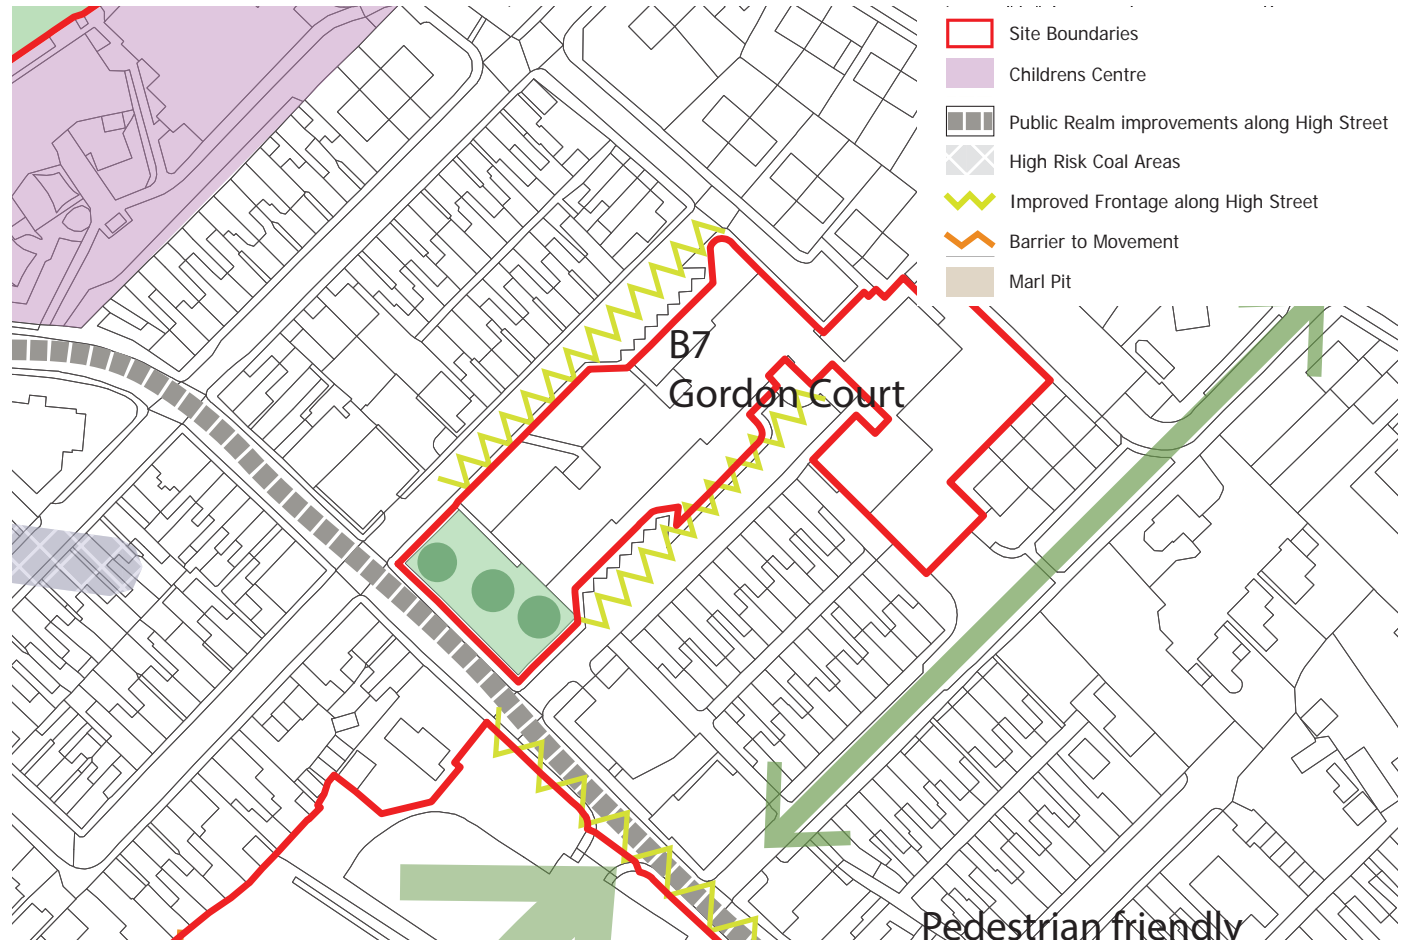 Site Boundaries
Childrens Centre
Public Realm improvements along High Street
High Risk Coal Areas
Improved Frontage along High Street
Barrier to Movement
Marl Pit
B7
Gordon Court
Pedestrian friendly